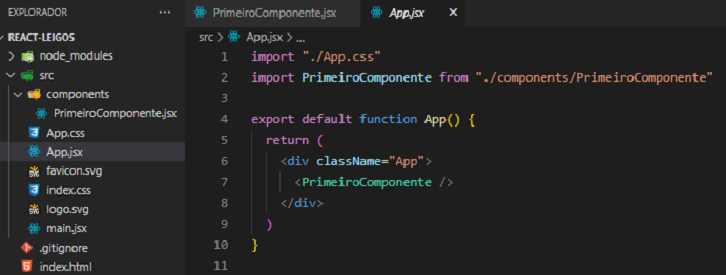 EXPLORADOR
REACT-LEIGOS
node_modules
src
components
PrimeiroComponente.jsx
App.css
App.jsx
favicon.svg
index.css
logo.svg
main.jsx
.gitignore
index.html
PrimeiroComponente.jsx
App.jsx X
src > App.jsx > ...
1 import "./App.css"
2 import PrimeiroComponente from "./components/PrimeiroComponente"
3
4 export default function App() {
5 return (
6 <div className="App">
7 <PrimeiroComponente />
8 </div>
9 )
10 }
11